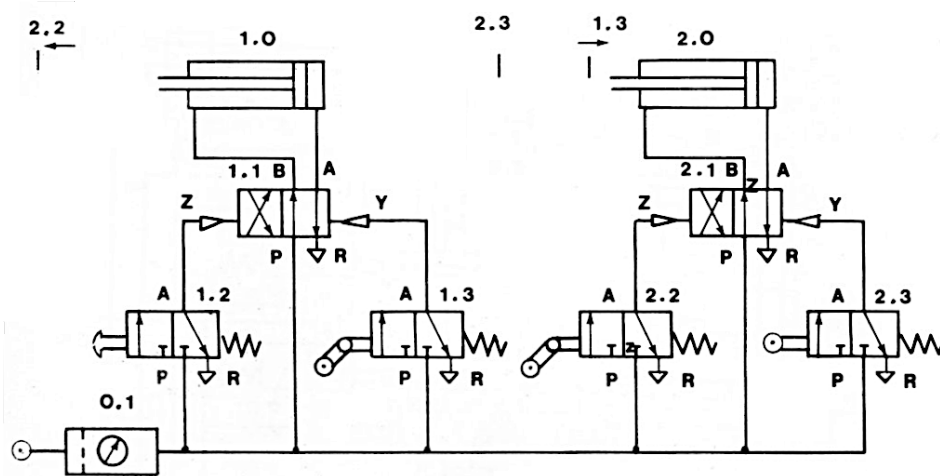 2.2 1.0 2.3 1.3 2.0
1.1 B A 2.1 B Z A
Z Y Z Y
P R P R
A 1.2 A 1.3 A 2.2 A 2.3
z
P R P R P R P R
0.1